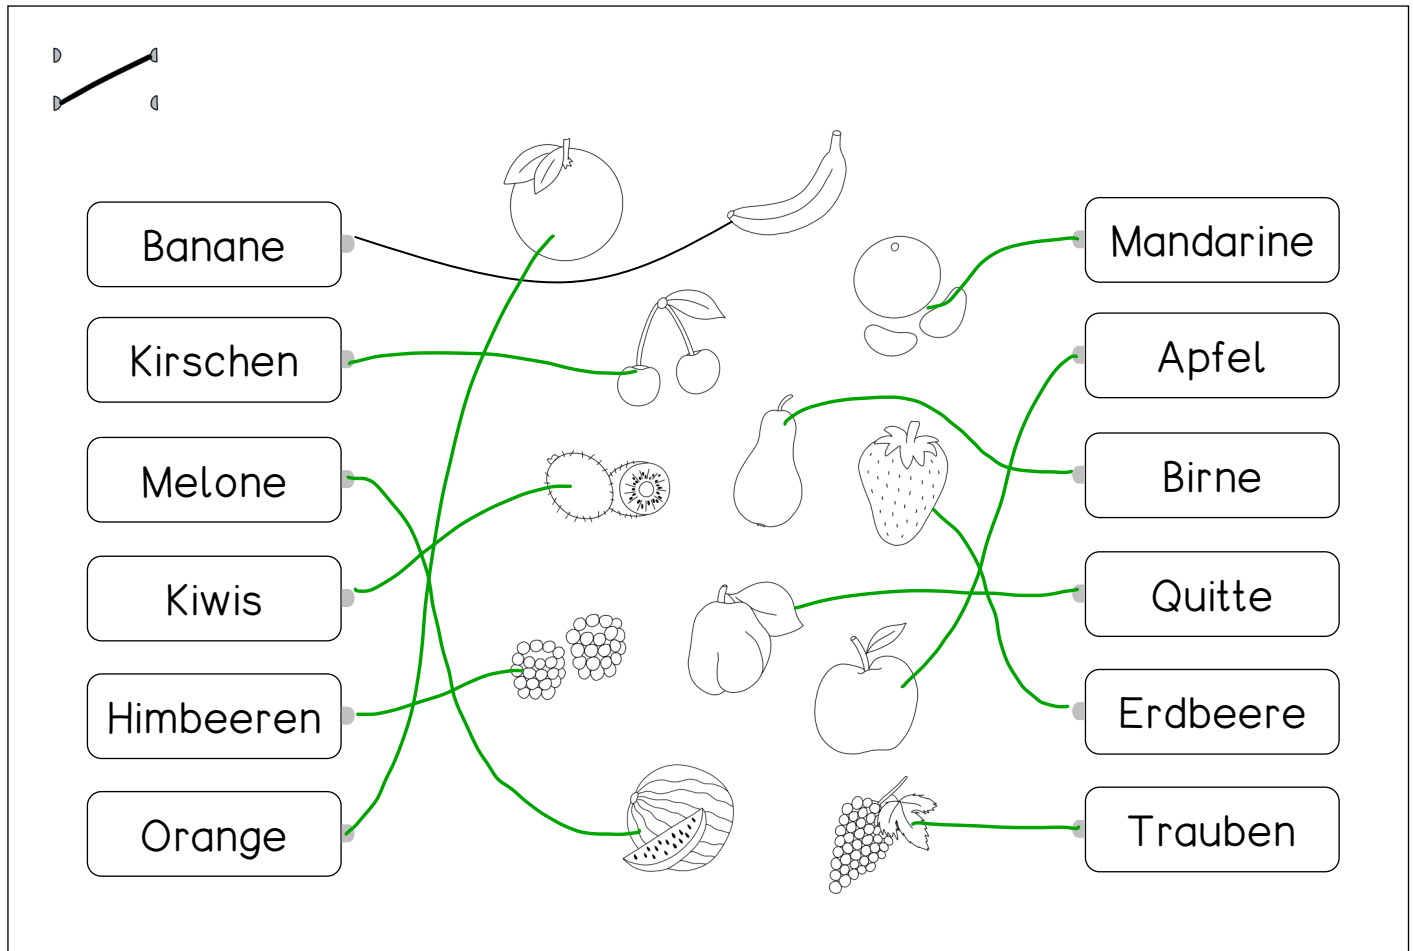 Banane
Kirschen
Melone
Kiwis
Himbeeren
Orange
Mandarine
Apfel
Birne
Quitte
Erdbeere
Trauben